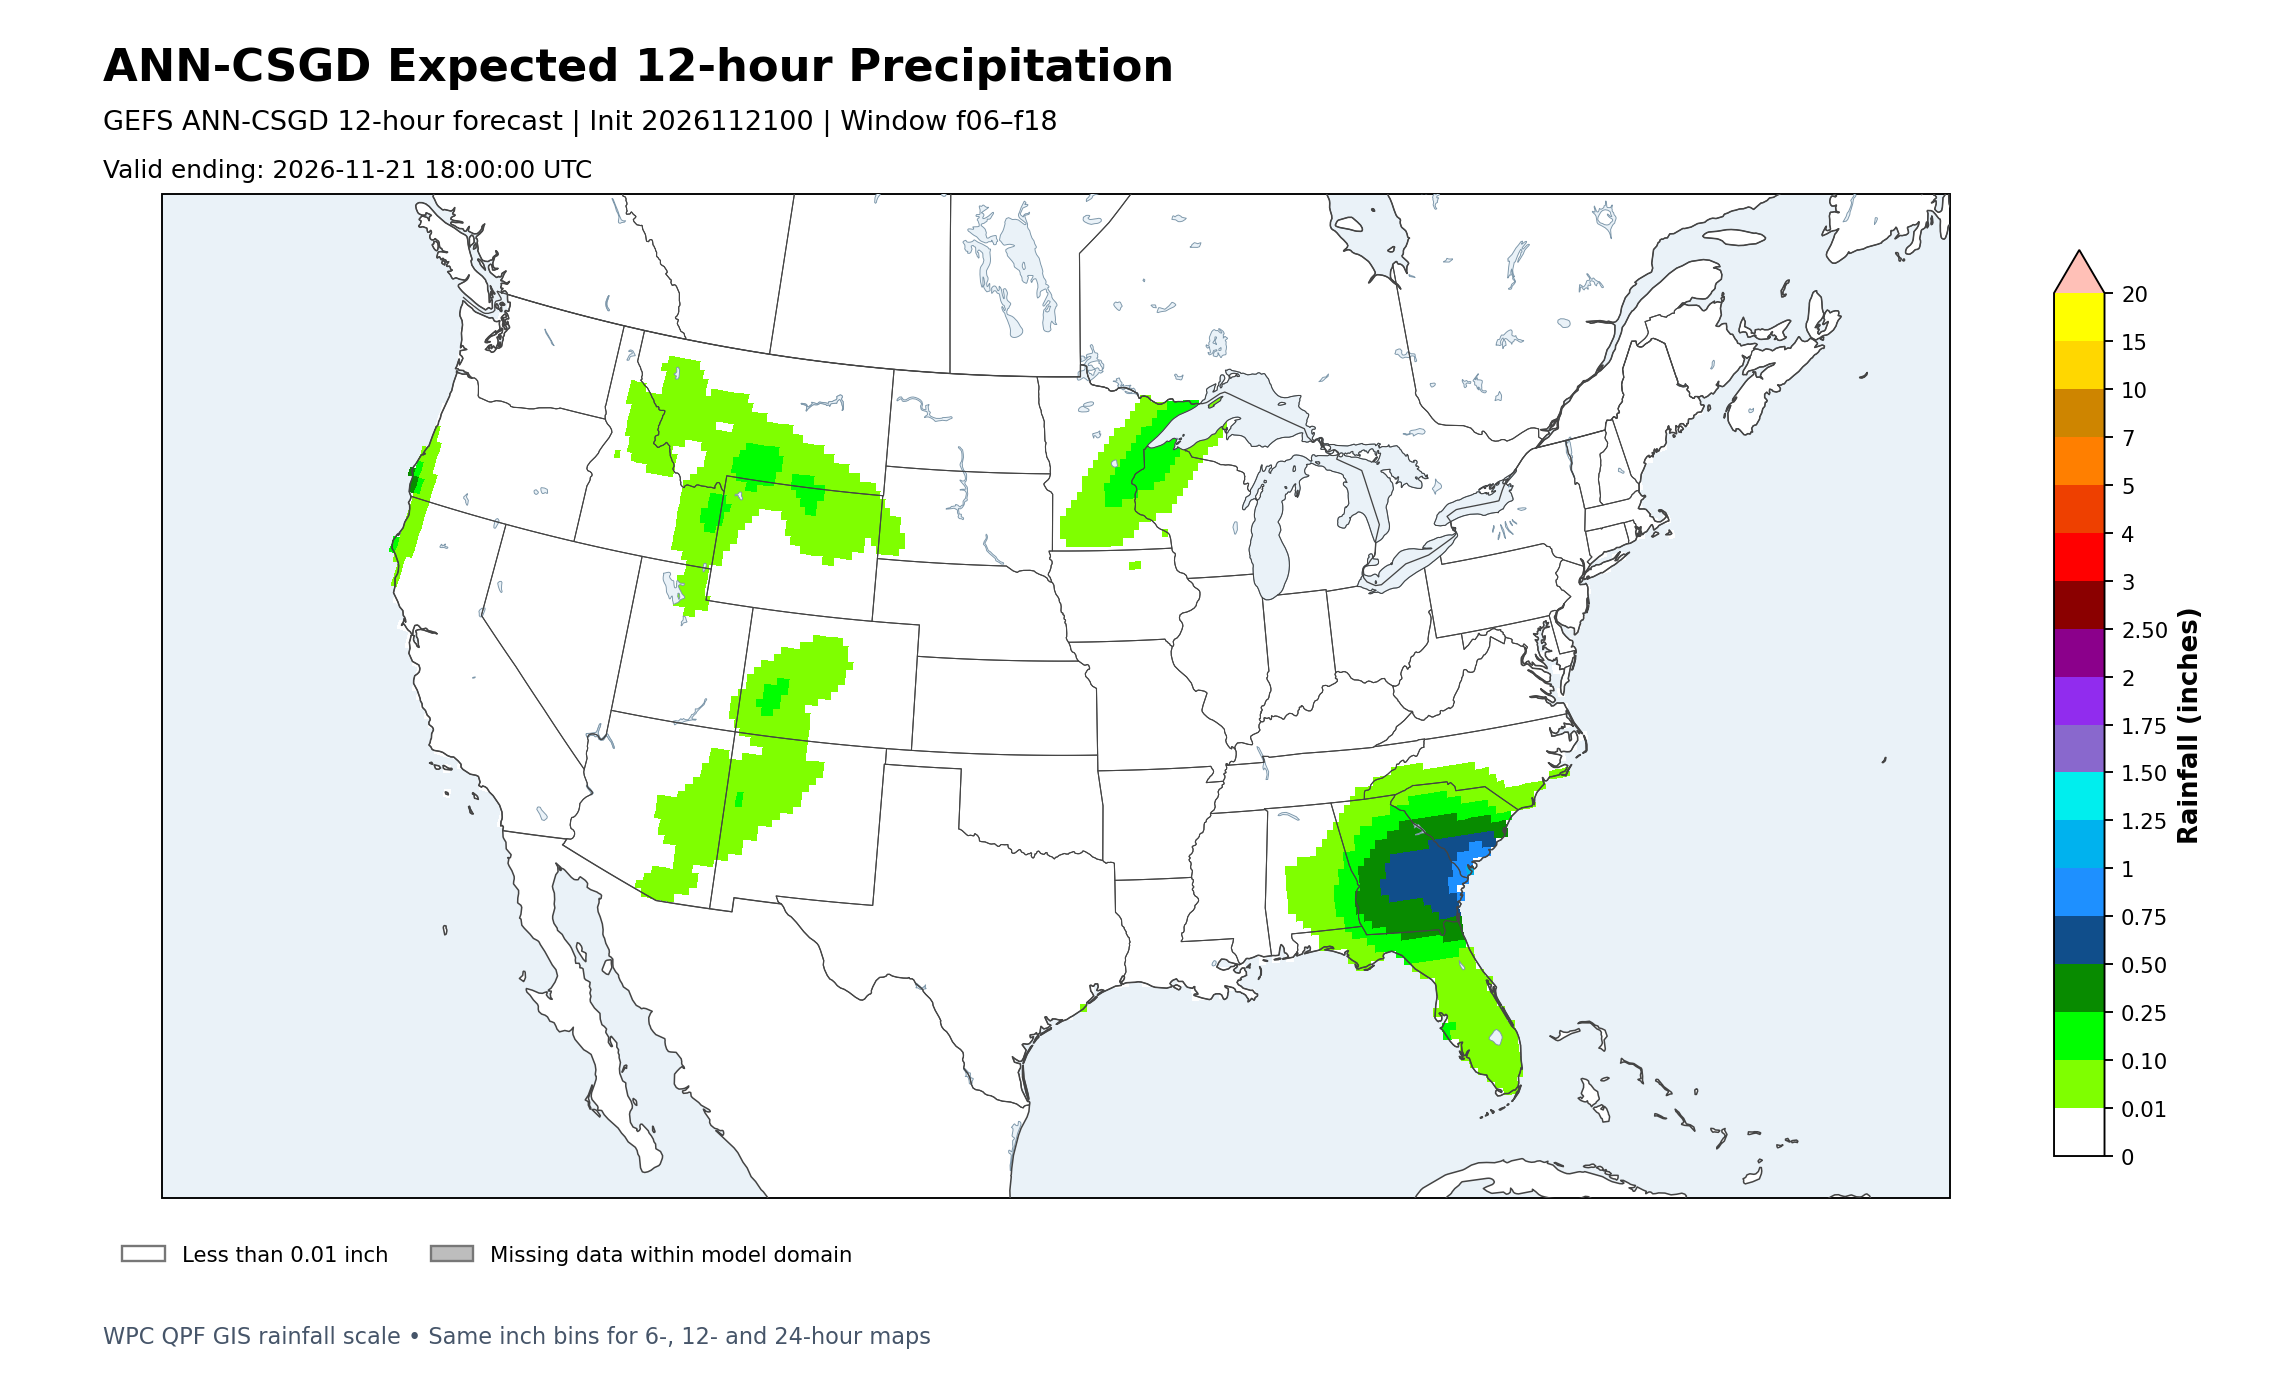 ANN-CSGD Expected 12-hour Precipitation
GEFS ANN-CSGD 12-hour forecast | Init 2026112100 | Window f06–f18
Valid ending: 2026-11-21 18:00:00 UTC
20
15
10
7
5
4
3
2.50
2
1.75
1.50
1.25
1
0.75
0.50
0.25
0.10
0.01
0
Rainfall (inches)
Less than 0.01 inch
Missing data within model domain
WPC QPF GIS rainfall scale • Same inch bins for 6-, 12- and 24-hour maps